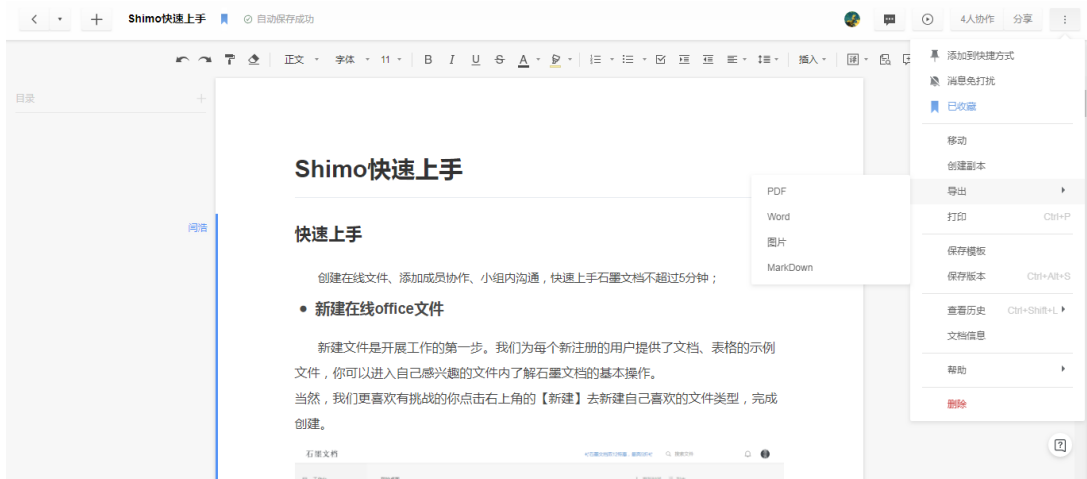 Shimo快速上手
自动保存成功
4人协作
分享
正文
字体
11
B
I
U
S
A
插入
译
添加到快捷方式
消息免打扰
已收藏
移动
创建副本
导出
打印 Ctrl+P
保存模板
保存版本 Ctrl+Alt+S
查看历史 Ctrl+Shift+L
文档信息
帮助
删除
PDF
Word
图片
MarkDown
目录
闫浩
Shimo快速上手
快速上手
创建在线文件、添加成员协作、小组内沟通，快速上手石墨文档不超过5分钟；
新建在线office文件
新建文件是开展工作的第一步。我们为每个新注册的用户提供了文档、表格的示例
文件，你可以进入自己感兴趣的文件内了解石墨文档的基本操作。
当然，我们更喜欢有挑战的你点击右上角的【新建】去新建自己喜欢的文件类型，完成
创建。
石墨文档
搜索文件